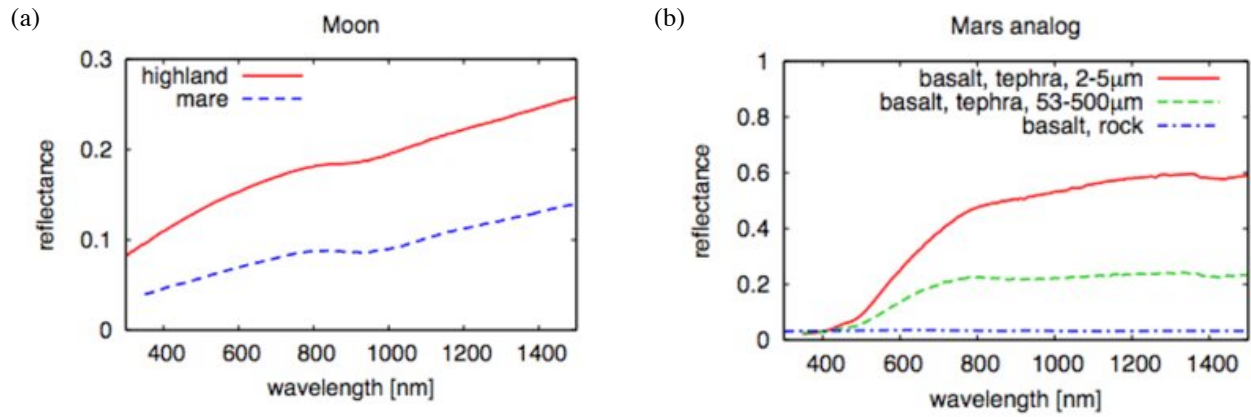 (a)
Moon
highland
mare
0.3
0.2
0.1
0
reflectance
400 600 800 1000 1200 1400
wavelength [nm]
(b)
Mars analog
basalt, tephra, 2-5μm
basalt, tephra, 53-500μm
basalt, rock
1
0.8
0.6
0.4
0.2
0
reflectance
400 600 800 1000 1200 1400
wavelength [nm]